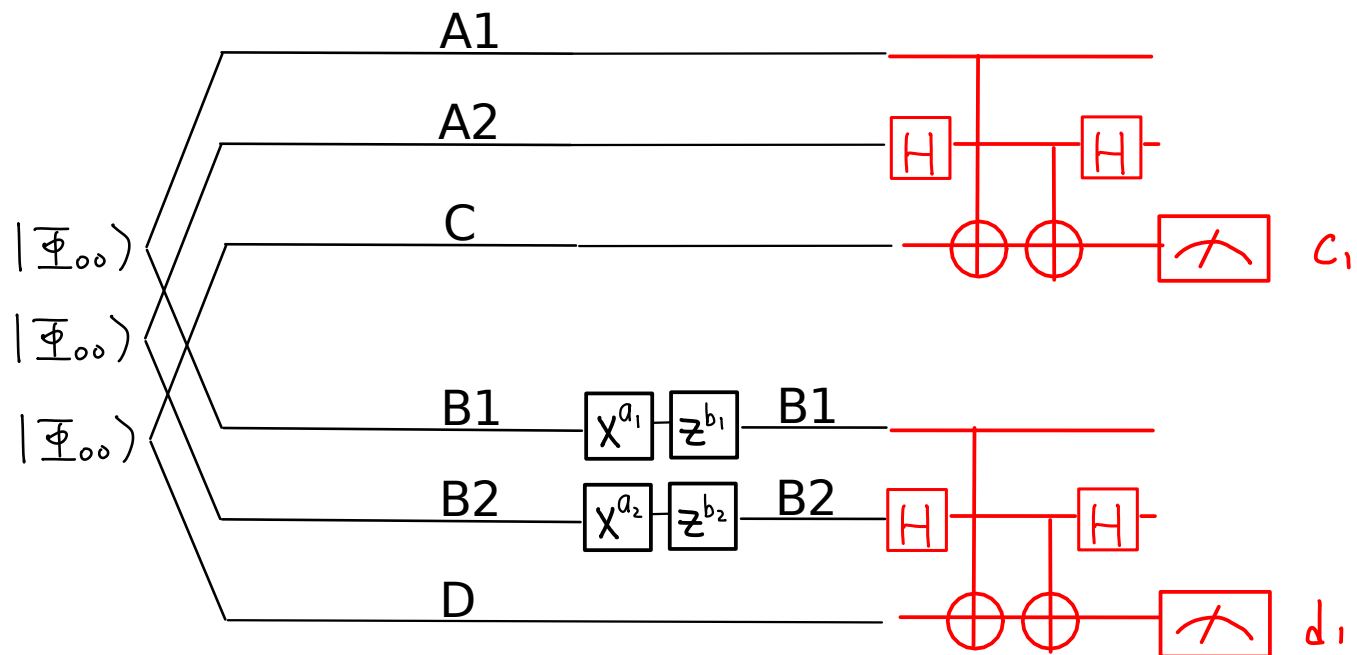 A1
A2
H H
C
|Φ₀₀⟩
c₁
|Φ₀₀⟩
|Φ₀₀⟩
B1 X^a₁ Z^b₁ B1
B2 X^a₂ Z^b₂ B2
H H
D
d₁